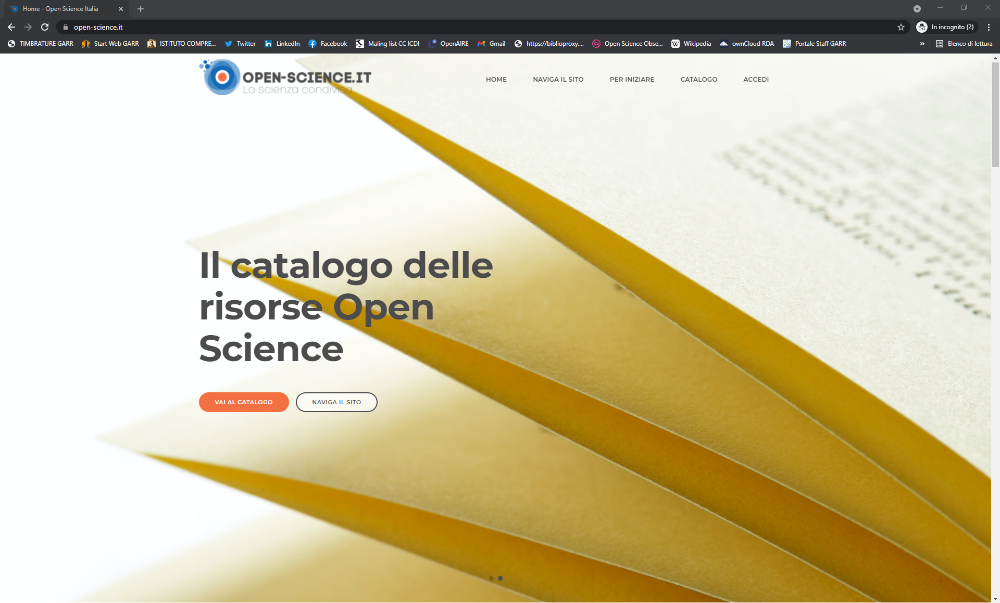 Home - Open Science Italia
open-science.it
In incognito (2)
TIMBRATURE GARR
Start Web GARR
ISTITUTO COMPRE...
Twitter
LinkedIn
Facebook
Maling list CC ICDI
OpenAIRE
Gmail
https://biblioproxy....
Open Science Obse...
Wikipedia
ownCloud RDA
Portale Staff GARR
»
Elenco di lettura
OPEN-SCIENCE.IT
La scienza condivisa
HOME
NAVIGA IL SITO
PER INIZIARE
CATALOGO
ACCEDI
Il catalogo delle
risorse Open
Science
VAI AL CATALOGO
NAVIGA IL SITO